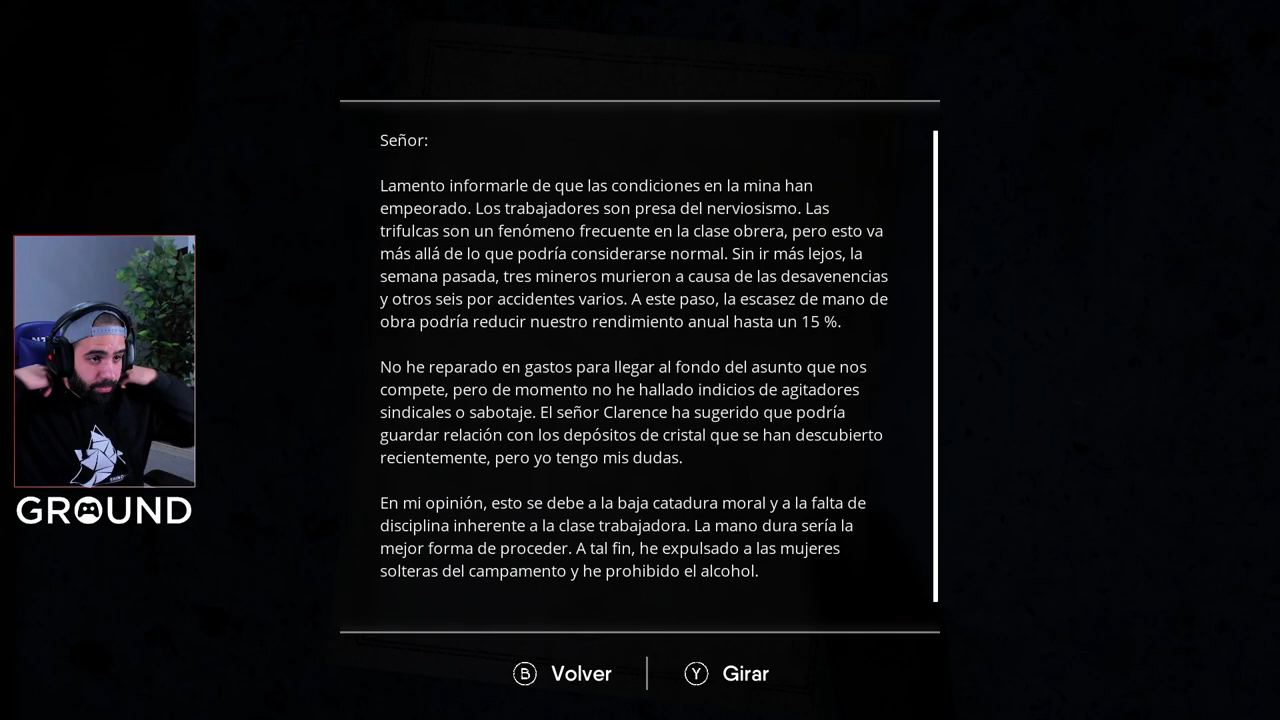 Señor:
Lamento informarle de que las condiciones en la mina han
empeorado. Los trabajadores son presa del nerviosismo. Las
trifulcas son un fenómeno frecuente en la clase obrera, pero esto va
más allá de lo que podría considerarse normal. Sin ir más lejos, la
semana pasada, tres mineros murieron a causa de las desavenencias
y otros seis por accidentes varios. A este paso, la escasez de mano de
obra podría reducir nuestro rendimiento anual hasta un 15 %.
No he reparado en gastos para llegar al fondo del asunto que nos
compete, pero de momento no he hallado indicios de agitadores
sindicales o sabotaje. El señor Clarence ha sugerido que podría
guardar relación con los depósitos de cristal que se han descubierto
recientemente, pero yo tengo mis dudas.
En mi opinión, esto se debe a la baja catadura moral y a la falta de
disciplina inherente a la clase trabajadora. La mano dura sería la
mejor forma de proceder. A tal fin, he expulsado a las mujeres
solteras del campamento y he prohibido el alcohol.
GROUND
B Volver Y Girar